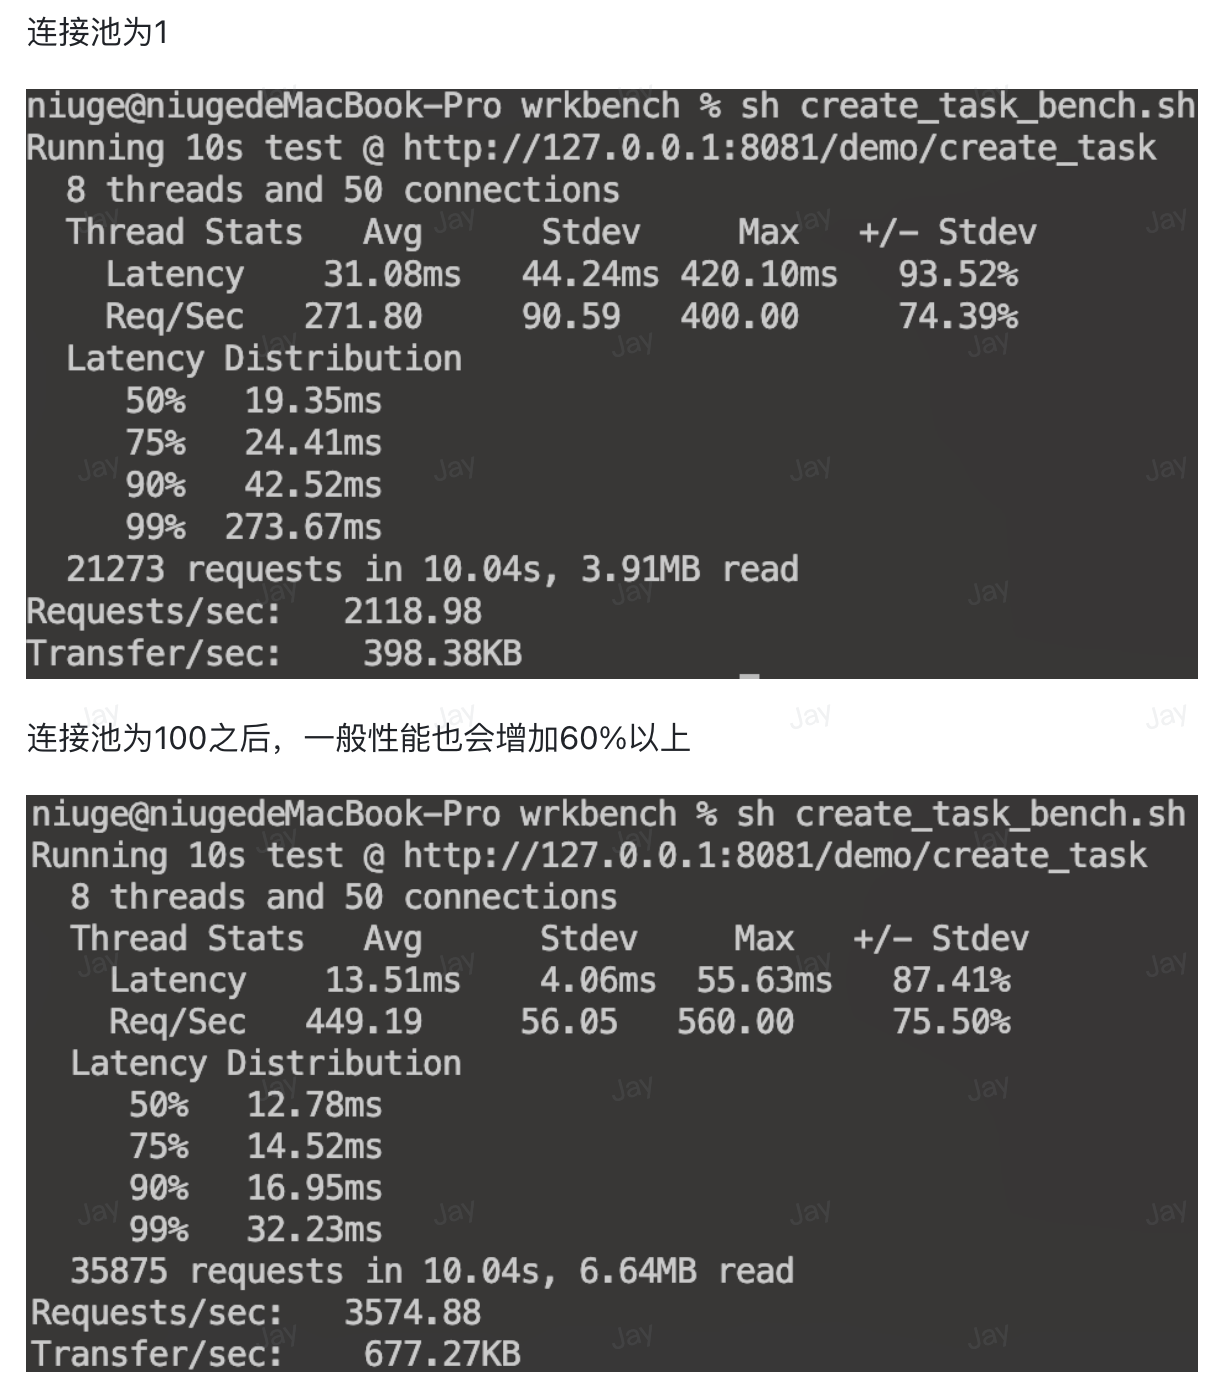 连接池为1
niuge@niugedeMacBook-Pro wrkbench % sh create_task_bench.sh
Running 10s test @ http://127.0.0.1:8081/demo/create_task
8 threads and 50 connections
Thread Stats Avg Stdev Max +/- Stdev
Latency 31.08ms 44.24ms 420.10ms 93.52%
Req/Sec 271.80 90.59 400.00 74.39%
Latency Distribution
50% 19.35ms
75% 24.41ms
90% 42.52ms
99% 273.67ms
21273 requests in 10.04s, 3.91MB read
Requests/sec: 2118.98
Transfer/sec: 398.38KB
连接池为100之后，一般性能也会增加60%以上
niuge@niugedeMacBook-Pro wrkbench % sh create_task_bench.sh
Running 10s test @ http://127.0.0.1:8081/demo/create_task
8 threads and 50 connections
Thread Stats Avg Stdev Max +/- Stdev
Latency 13.51ms 4.06ms 55.63ms 87.41%
Req/Sec 449.19 56.05 560.00 75.50%
Latency Distribution
50% 12.78ms
75% 14.52ms
90% 16.95ms
99% 32.23ms
35875 requests in 10.04s, 6.64MB read
Requests/sec: 3574.88
Transfer/sec: 677.27KB
Jay